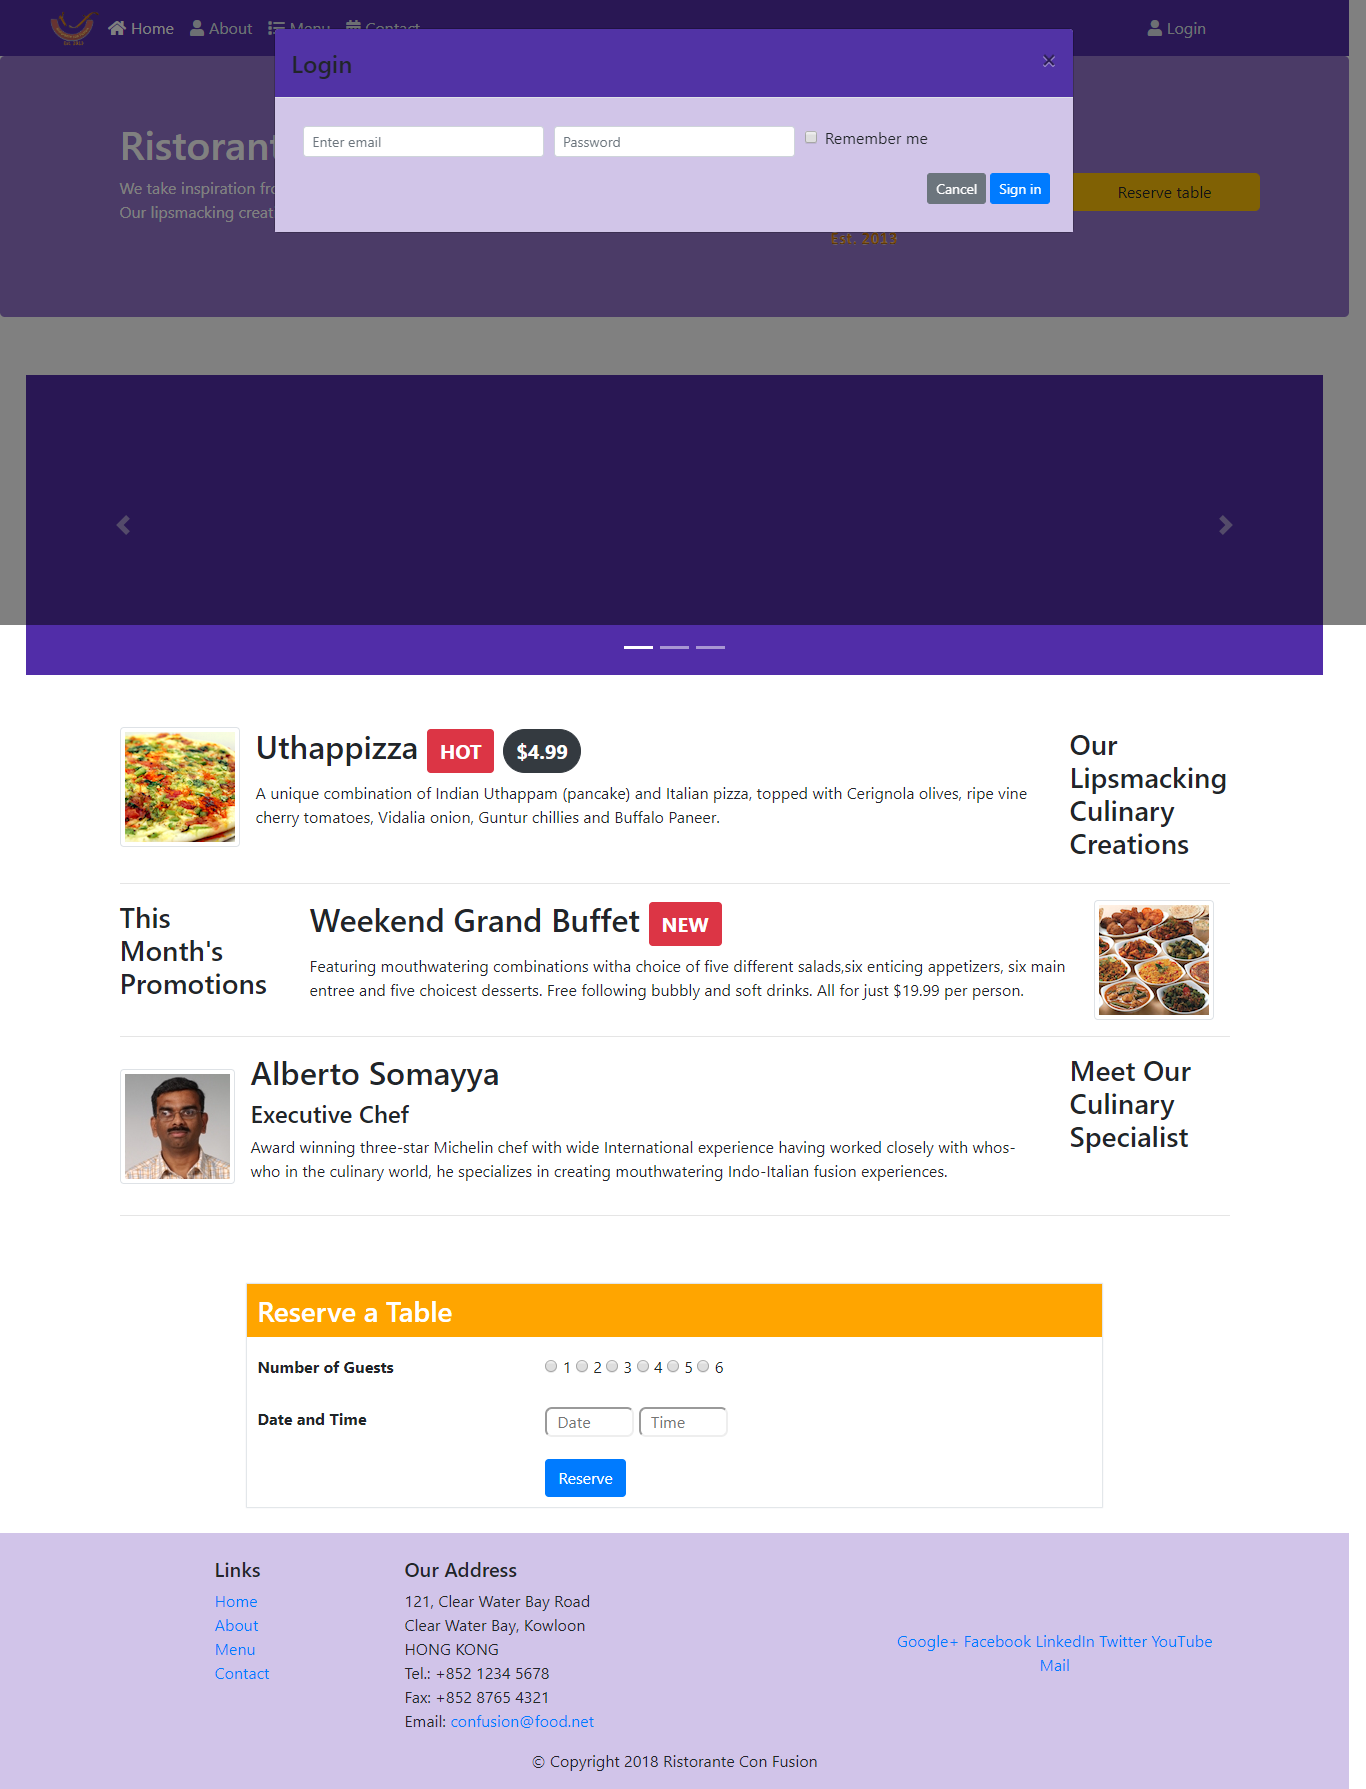 Home About Menu Contact Login
Login ×
Ristorant
We take inspiration fro
Our lipsmacking creat
Enter email Password Remember me
Cancel Sign in
Reserve table
Est. 2013
Uthappizza HOT $4.99
A unique combination of Indian Uthappam (pancake) and Italian pizza, topped with Cerignola olives, ripe vine
cherry tomatoes, Vidalia onion, Guntur chillies and Buffalo Paneer.
Our
Lipsmacking
Culinary
Creations
This
Month's
Promotions
Weekend Grand Buffet NEW
Featuring mouthwatering combinations witha choice of five different salads,six enticing appetizers, six main
entree and five choicest desserts. Free following bubbly and soft drinks. All for just $19.99 per person.
Alberto Somayya
Executive Chef
Award winning three-star Michelin chef with wide International experience having worked closely with whos-
who in the culinary world, he specializes in creating mouthwatering Indo-Italian fusion experiences.
Meet Our
Culinary
Specialist
Reserve a Table
Number of Guests 1 2 3 4 5 6
Date and Time Date Time
Reserve
Links
Home
About
Menu
Contact
Our Address
121, Clear Water Bay Road
Clear Water Bay, Kowloon
HONG KONG
Tel.: +852 1234 5678
Fax: +852 8765 4321
Email: confusion@food.net
Google+ Facebook LinkedIn Twitter YouTube
Mail
© Copyright 2018 Ristorante Con Fusion